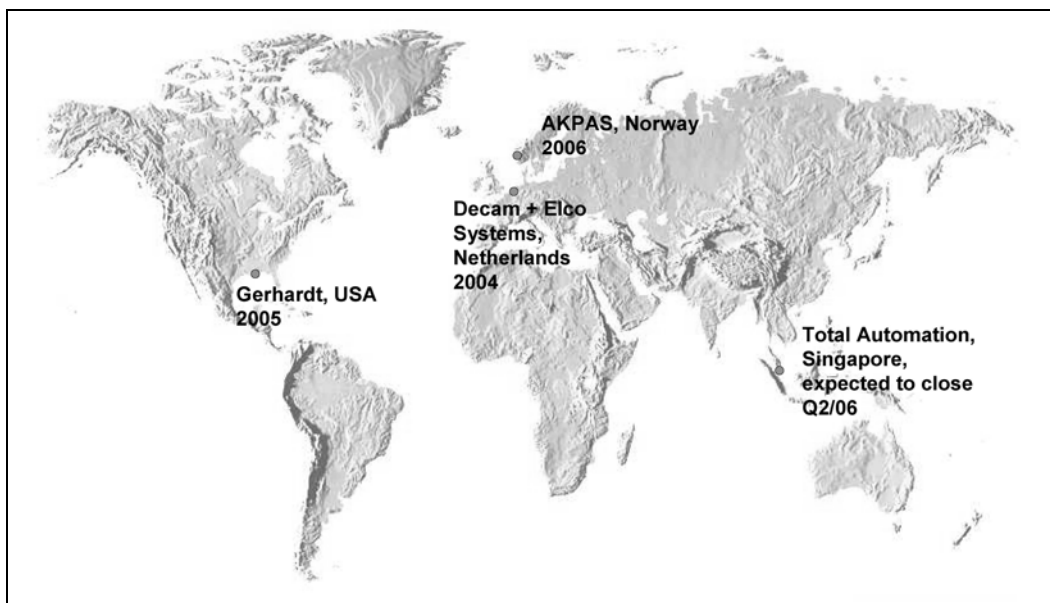 AKPAS, Norway
2006
Decam + Elco
Systems,
Netherlands
2004
Gerhardt, USA
2005
Total Automation,
Singapore,
expected to close
Q2/06